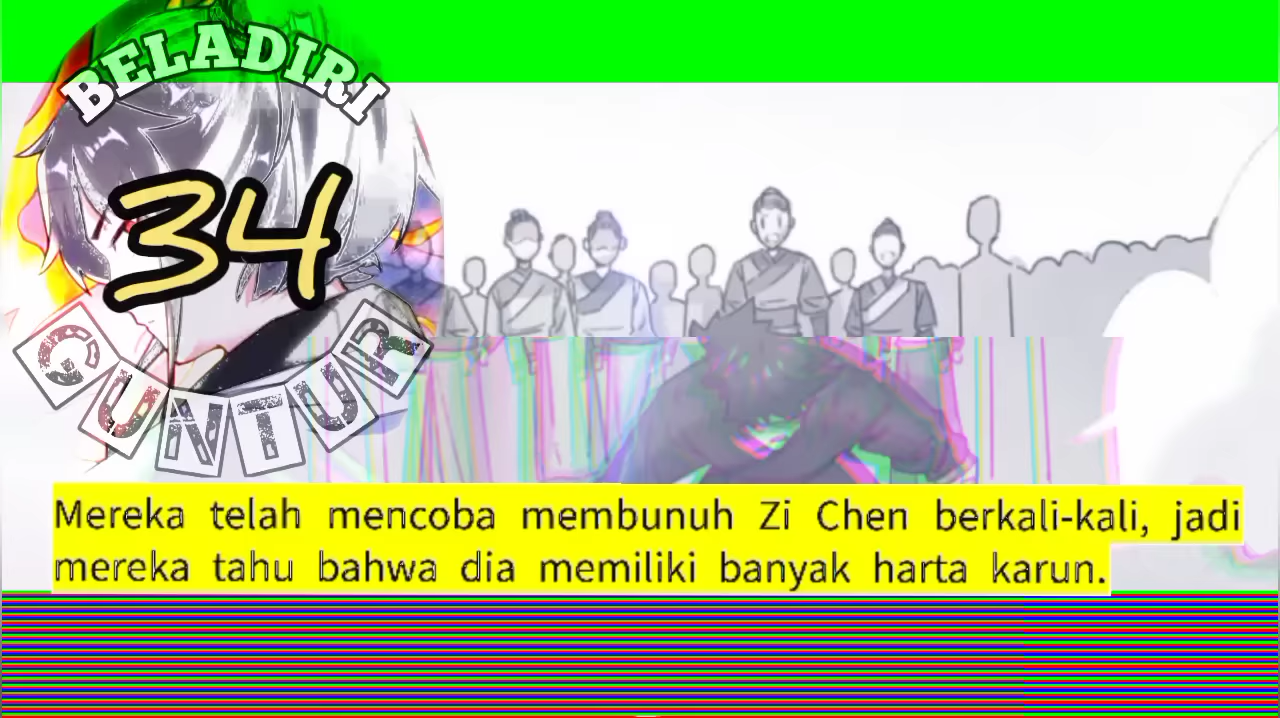 BELADIRI
34
GUNTUR
Mereka telah mencoba membunuh Zi Chen berkali-kali, jadi
mereka tahu bahwa dia memiliki banyak harta karun.